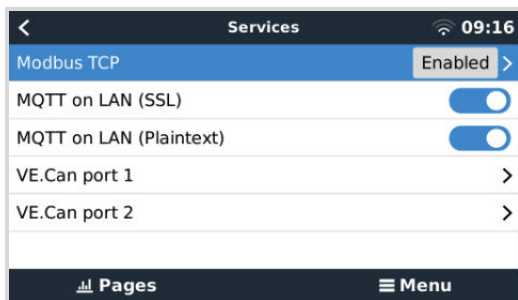 Services 09:16
Modbus TCP Enabled
MQTT on LAN (SSL)
MQTT on LAN (Plaintext)
VE.Can port 1
VE.Can port 2
Pages Menu